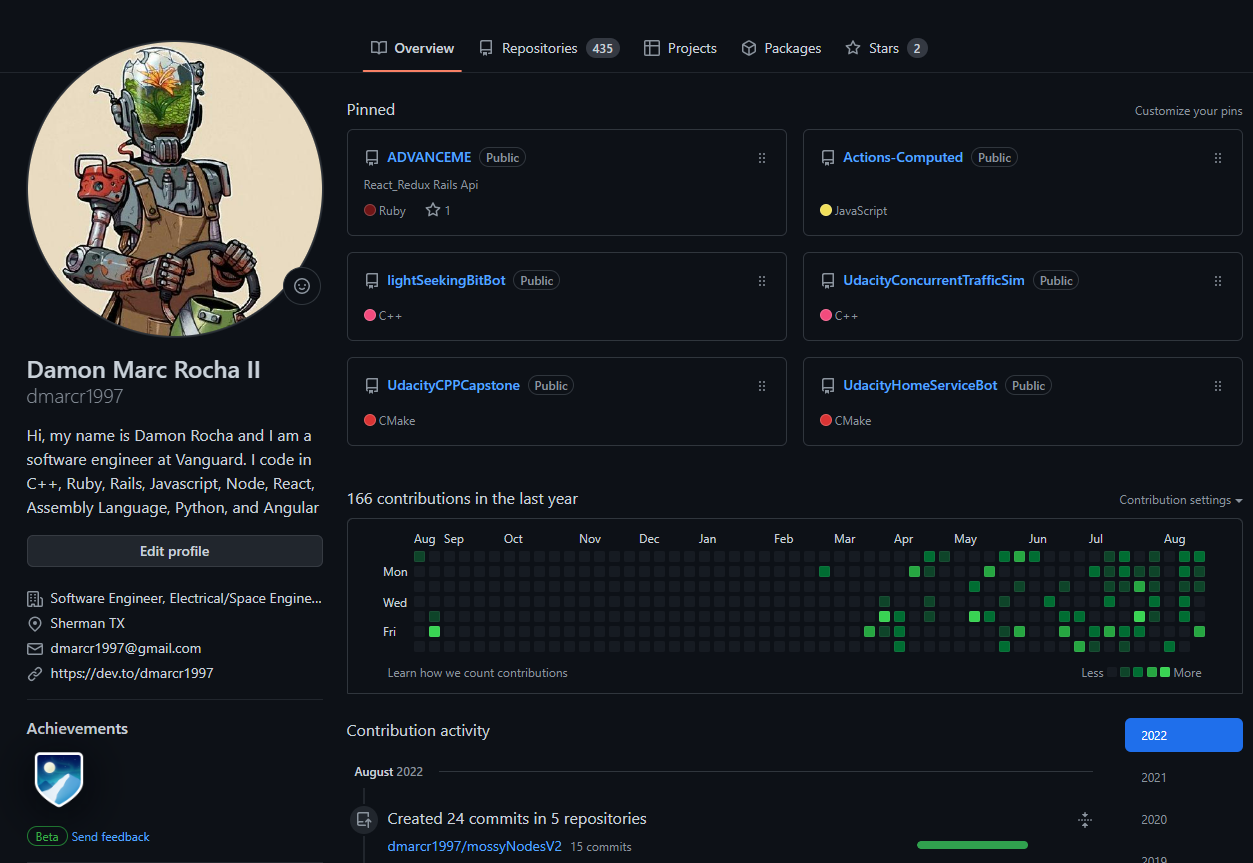 Overview Repositories 435 Projects Packages Stars 2
Pinned
Customize your pins
ADVANCEME Public
React_Redux Rails Api
Ruby 1
Actions-Computed Public
JavaScript
lightSeekingBitBot Public
C++
UdacityConcurrentTrafficSim Public
C++
UdacityCPPCapstone Public
CMake
UdacityHomeServiceBot Public
CMake
Damon Marc Rocha II
dmarcr1997
Hi, my name is Damon Rocha and I am a
software engineer at Vanguard. I code in
C++, Ruby, Rails, Javascript, Node, React,
Assembly Language, Python, and Angular
Edit profile
Software Engineer, Electrical/Space Engine...
Sherman TX
dmarcr1997@gmail.com
https://dev.to/dmarcr1997
Achievements
Beta Send feedback
166 contributions in the last year
Contribution settings
Aug Sep Oct Nov Dec Jan Feb Mar Apr May Jun Jul Aug
Mon
Wed
Fri
Learn how we count contributions
Less More
Contribution activity
2022
2021
2020
2019
August 2022
Created 24 commits in 5 repositories
dmarcr1997/mossyNodesV2 15 commits